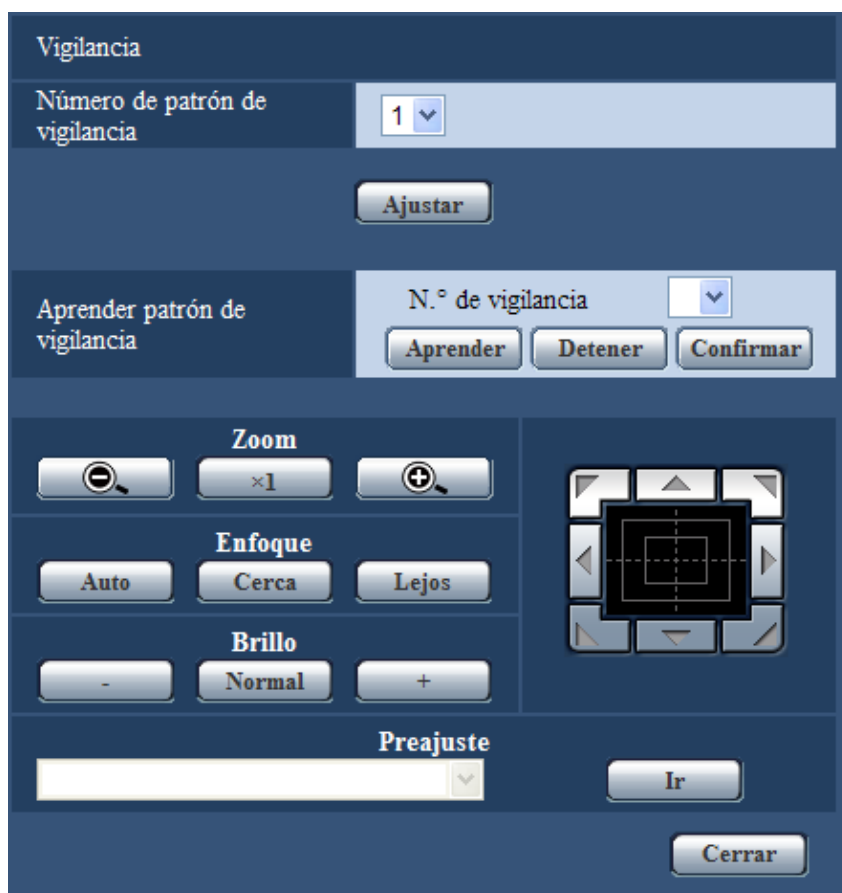 Vigilancia
Número de patrón de
vigilancia
1
Ajustar
Aprender patrón de
vigilancia
N.° de vigilancia
Aprender Detener Confirmar
Zoom
×1
Enfoque
Auto Cerca Lejos
Brillo
- Normal +
Preajuste
Ir
Cerrar